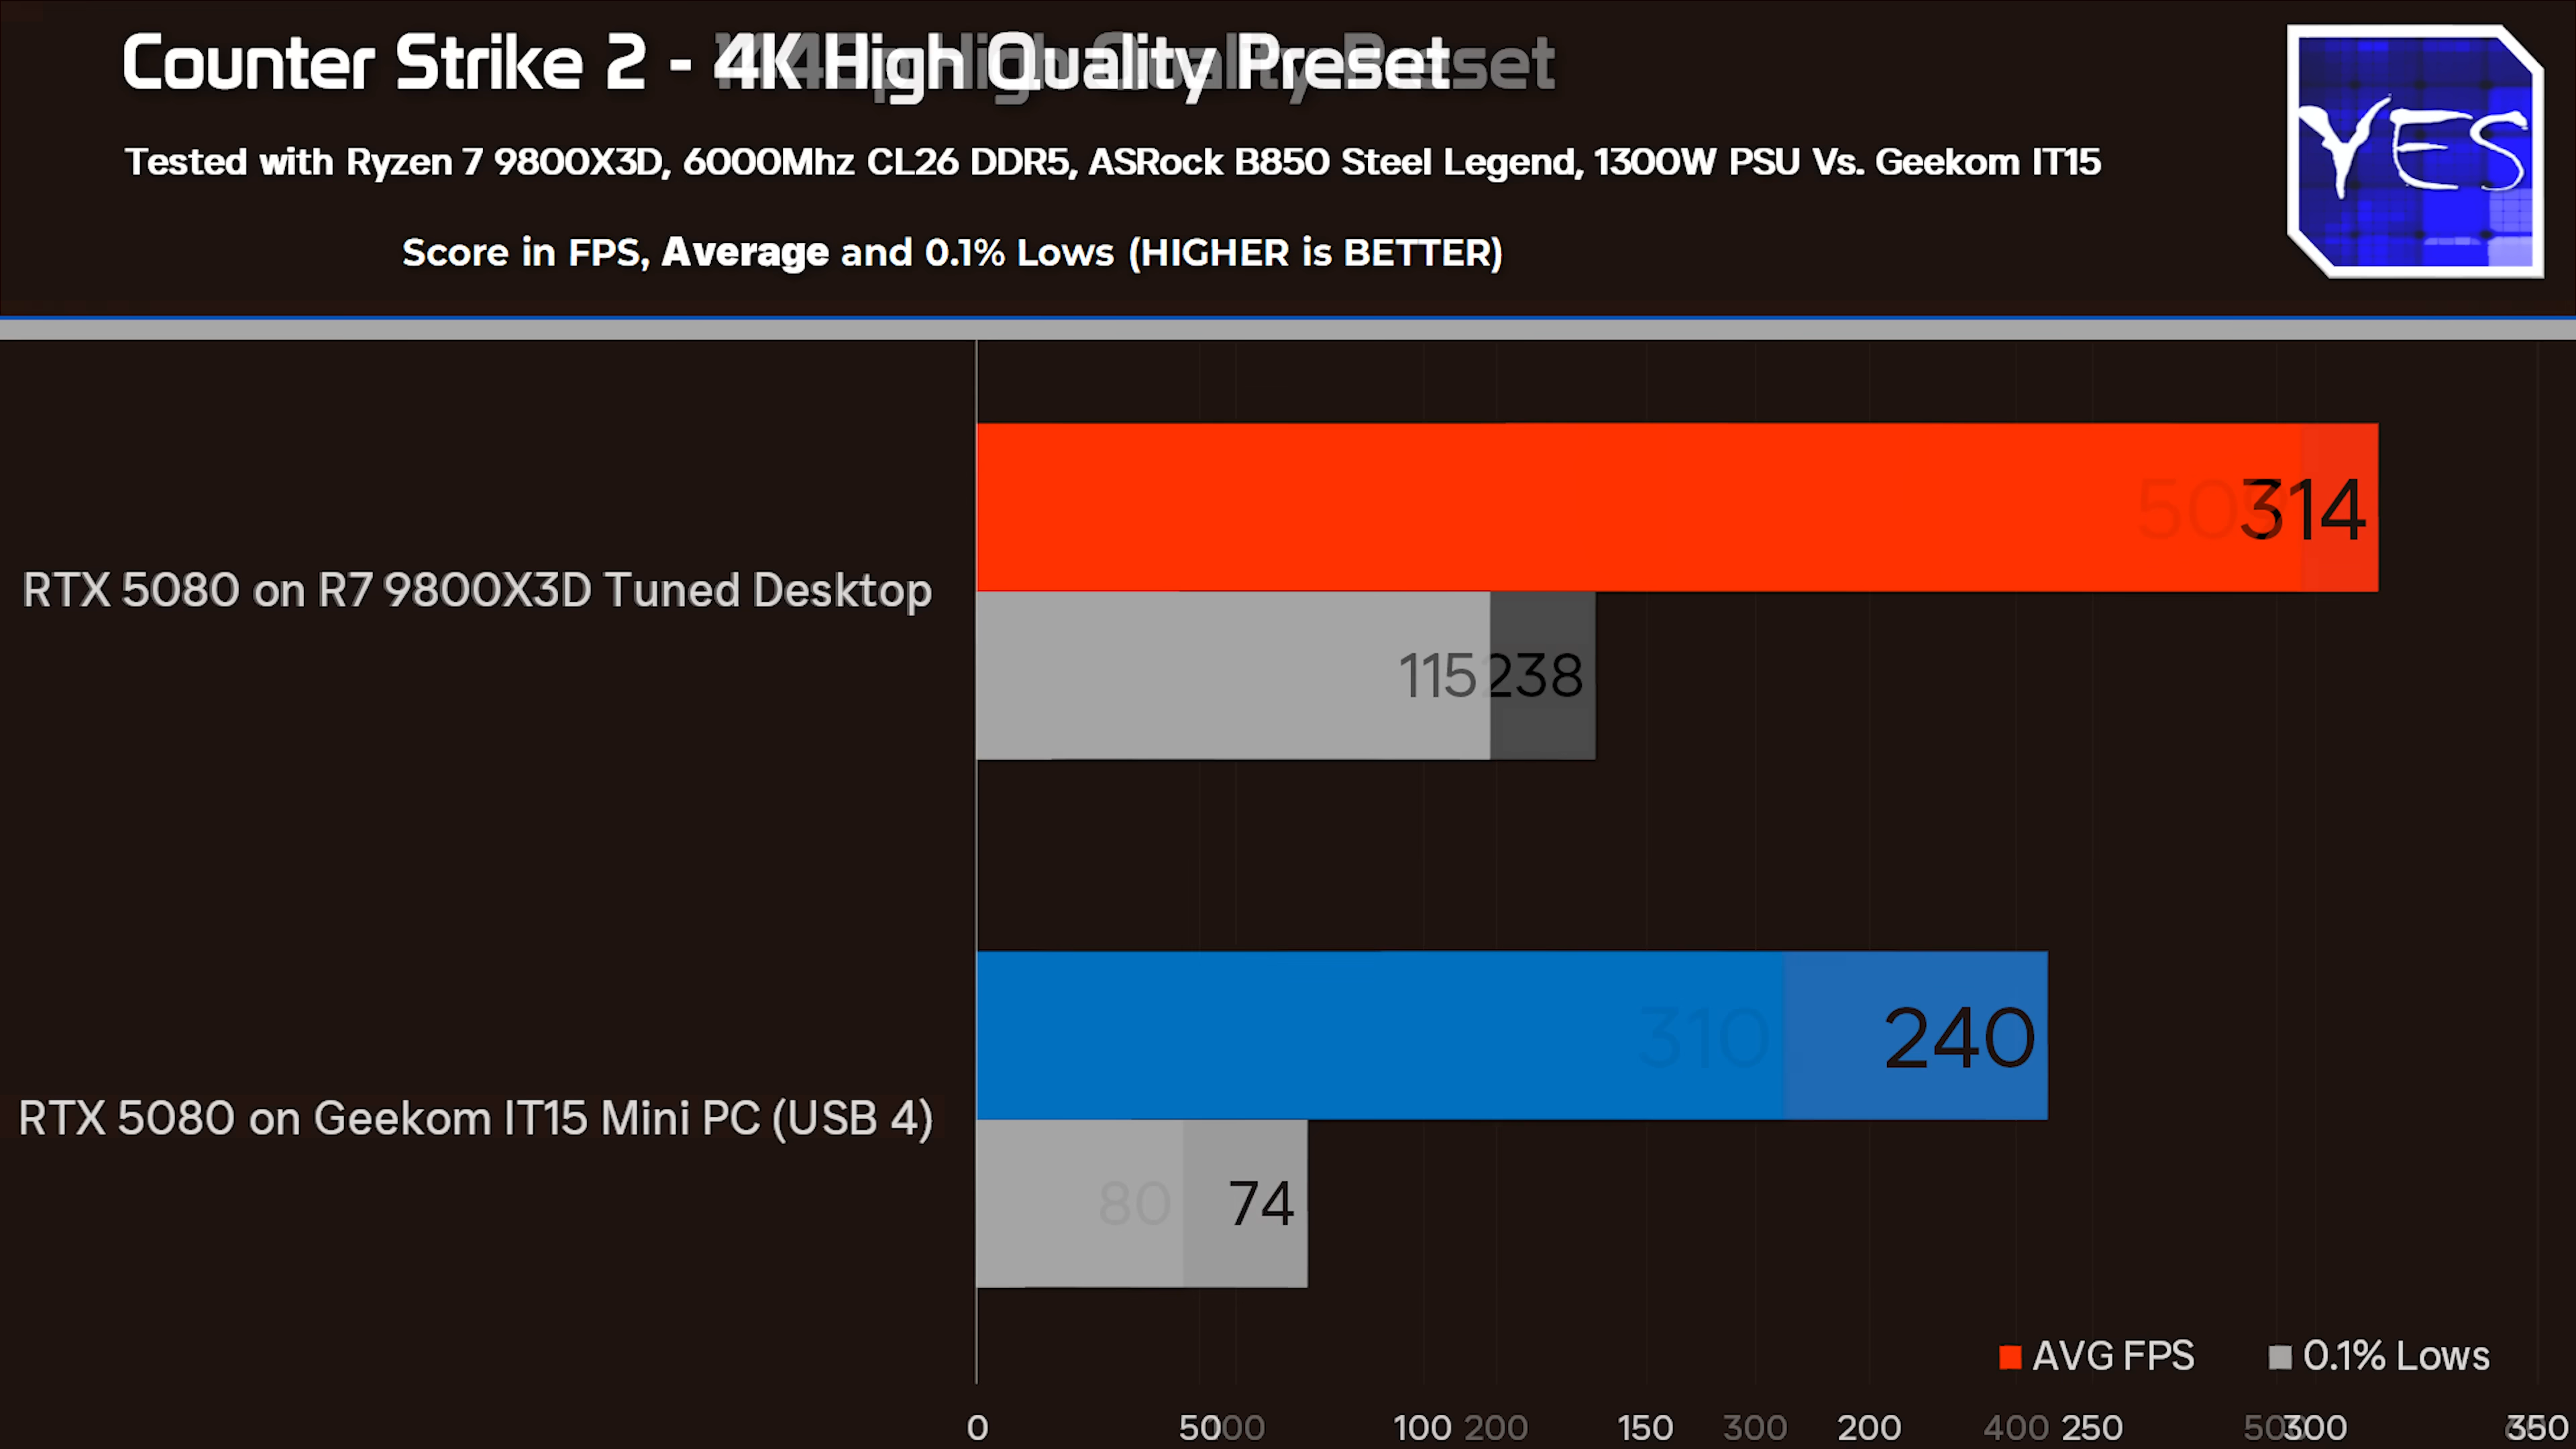 Counter Strike 2 - 4K High Quality Preset
Tested with Ryzen 7 9800X3D, 6000Mhz CL26 DDR5, ASRock B850 Steel Legend, 1300W PSU Vs. Geekom IT15
YES
Score in FPS, Average and 0.1% Lows (HIGHER is BETTER)
314
RTX 5080 on R7 9800X3D Tuned Desktop
115 238
310 240
RTX 5080 on Geekom IT15 Mini PC (USB 4)
80 74
AVG FPS 0.1% Lows
0 50 100 200 150 300 200 400 250 300 350